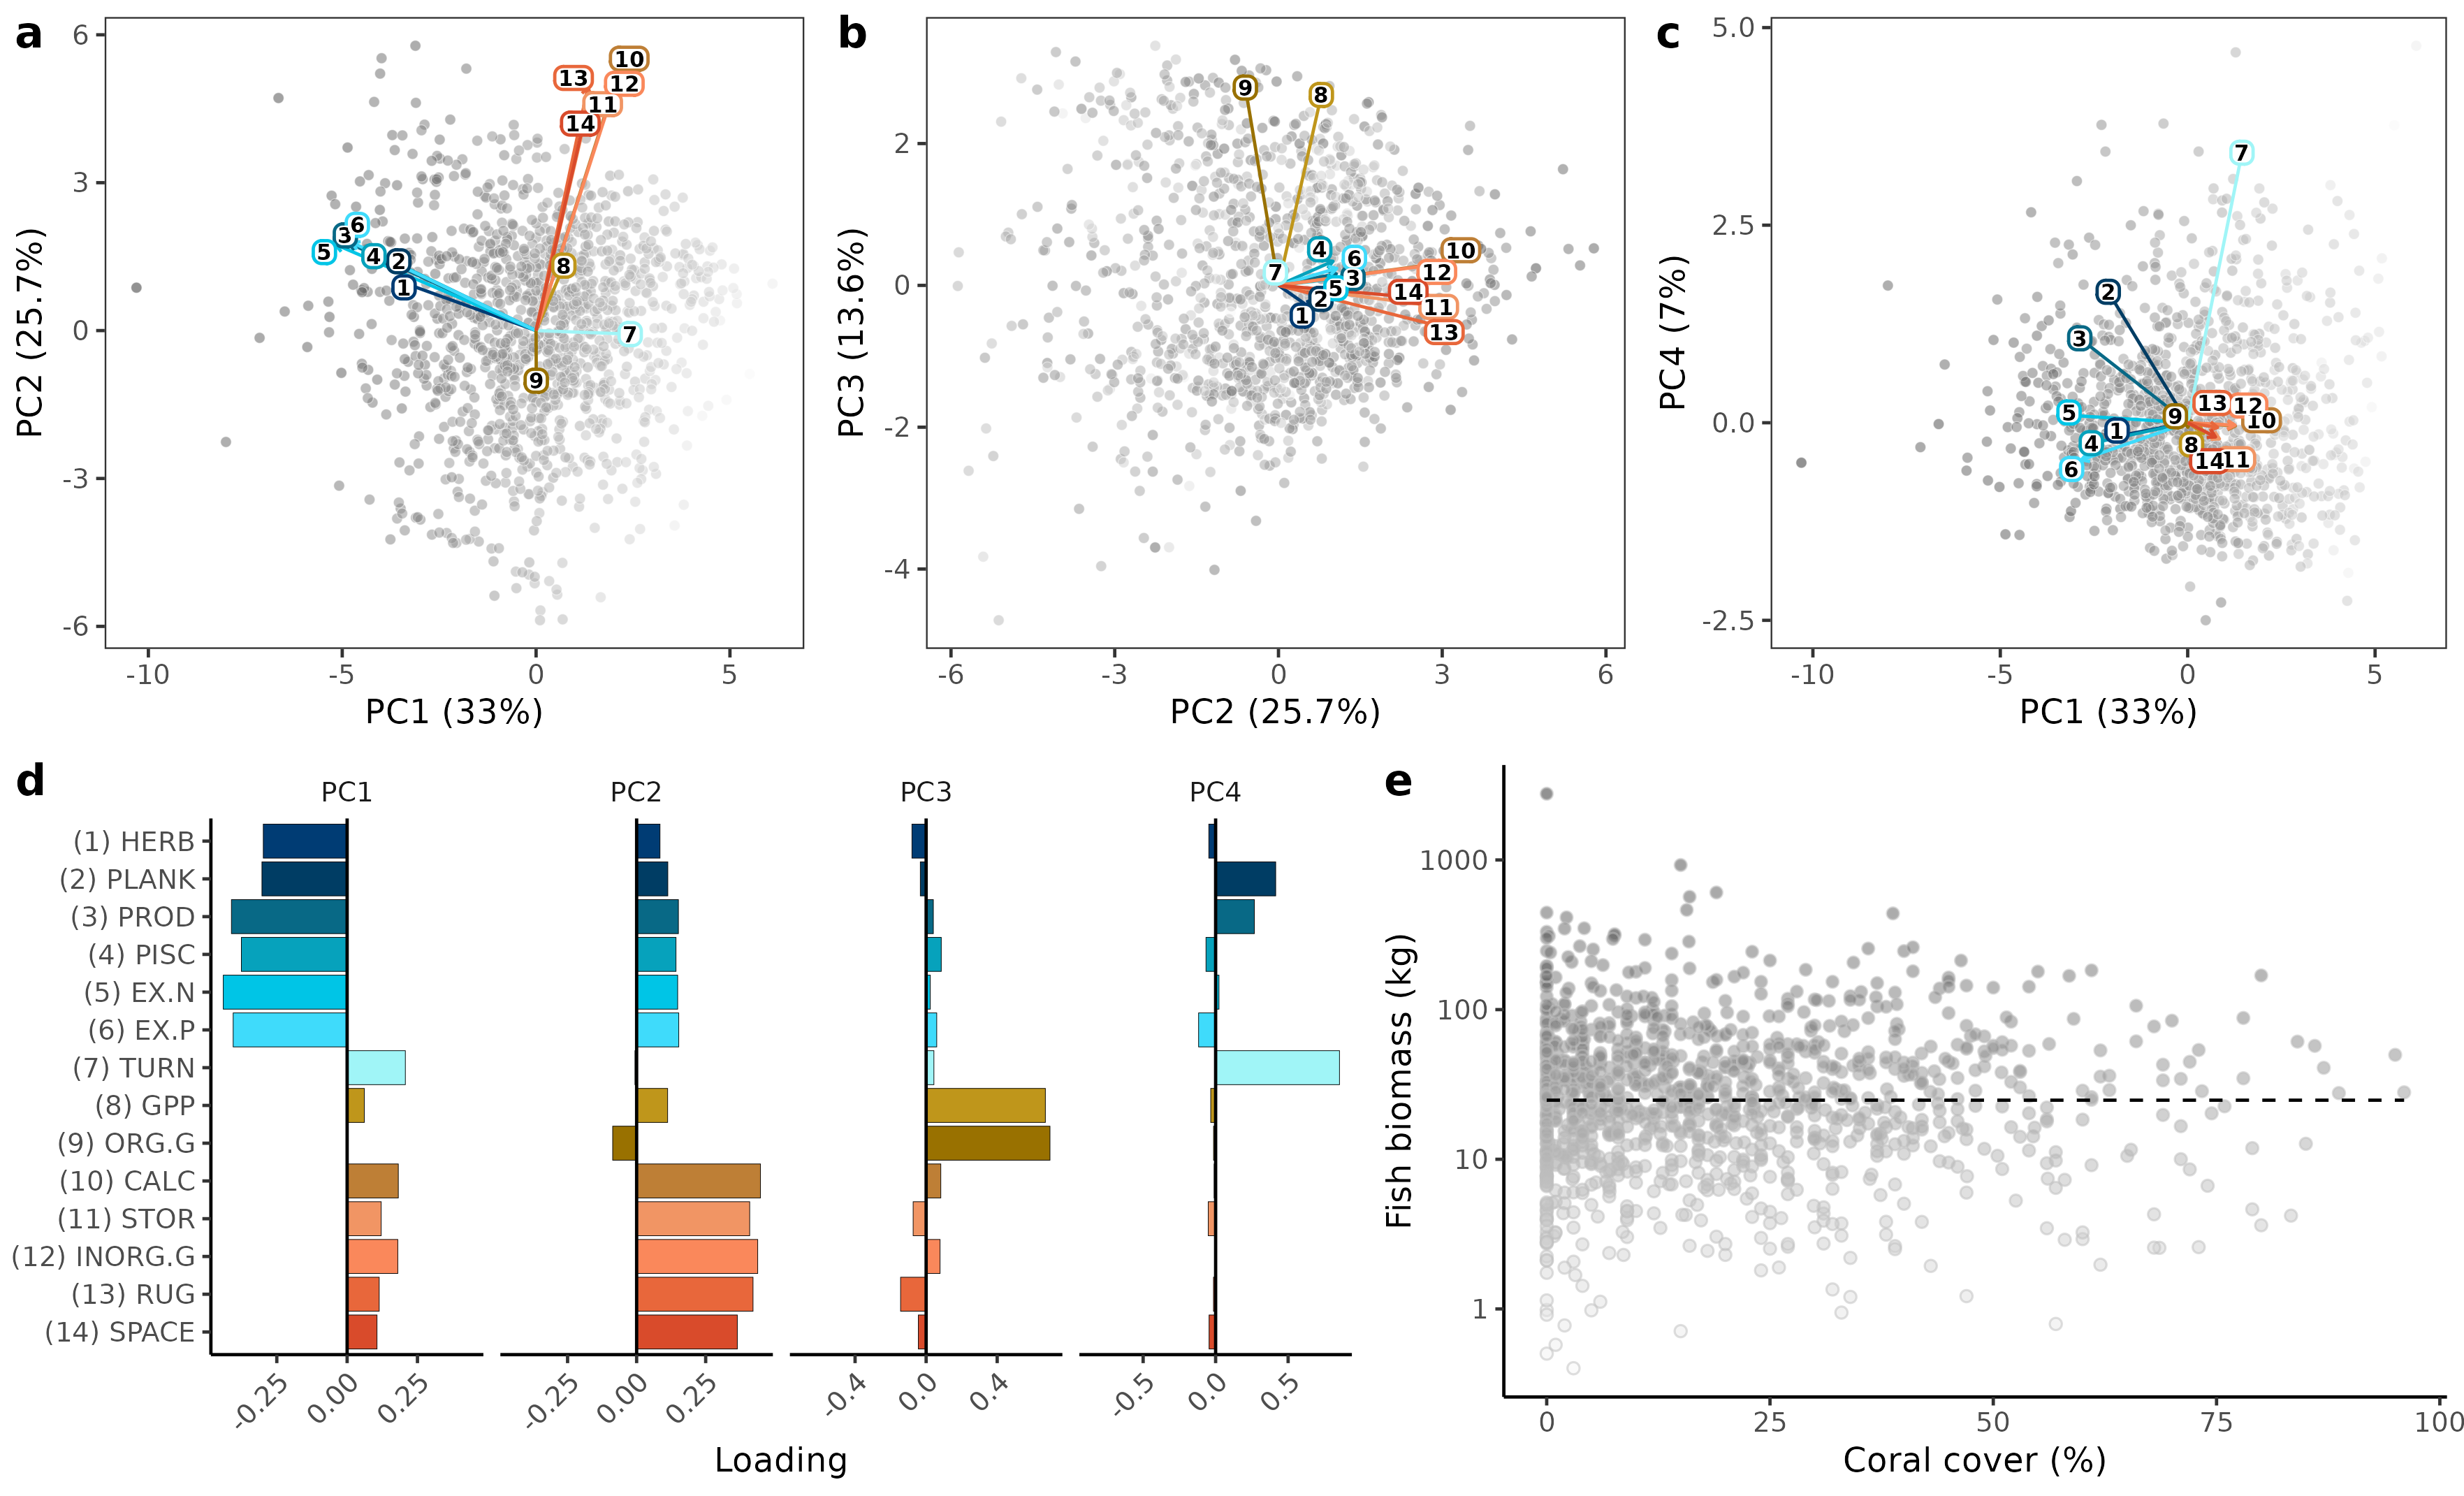 a
6
3
0
-3
-6
PC2 (25.7%)
10
13
12
11
14
6
3
5
4
2
1
8
7
9
-10
-5
0
5
PC1 (33%)
b
2
0
-2
-4
PC3 (13.6%)
9
8
7
4
6
10
12
3
5
14
2
11
1
13
-6
-3
0
3
6
PC2 (25.7%)
c
5.0
2.5
0.0
-2.5
PC4 (7%)
7
2
3
5
9
13
12
10
1
4
8
6
14
11
-10
-5
0
5
PC1 (33%)
d
PC1
PC2
PC3
PC4
(1) HERB
(2) PLANK
(3) PROD
(4) PISC
(5) EX.N
(6) EX.P
(7) TURN
(8) GPP
(9) ORG.G
(10) CALC
(11) STOR
(12) INORG.G
(13) RUG
(14) SPACE
-0.25
0.00
0.25
-0.25
0.00
0.25
-0.4
0.0
0.4
-0.5
0.0
0.5
Loading
e
1000
100
10
1
Fish biomass (kg)
0
25
50
75
100
Coral cover (%)